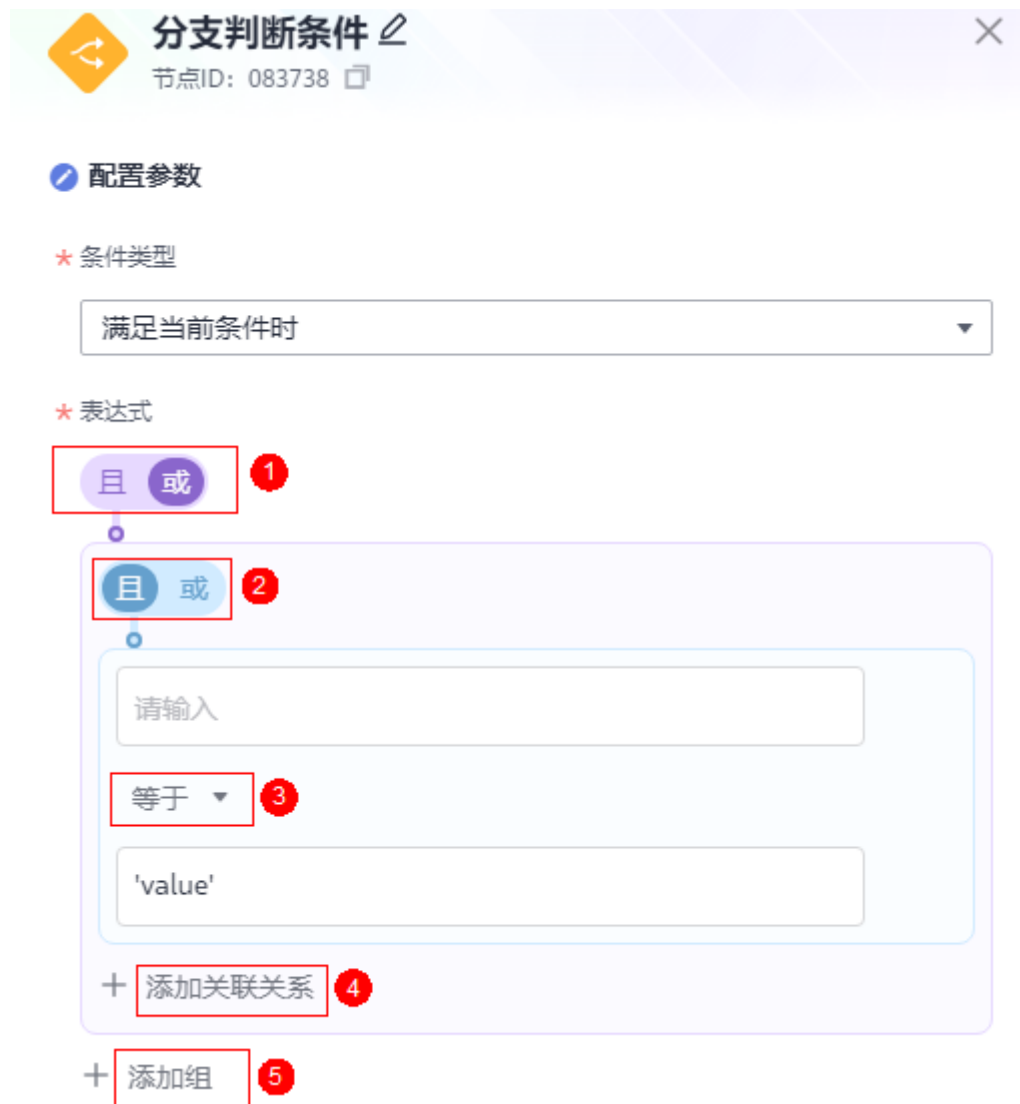 分支判断条件
节点ID：083738
配置参数
* 条件类型
满足当前条件时
* 表达式
且 或 1
且 或 2
请输入
等于 3
'value'
+ 添加关联关系 4
+ 添加组 5